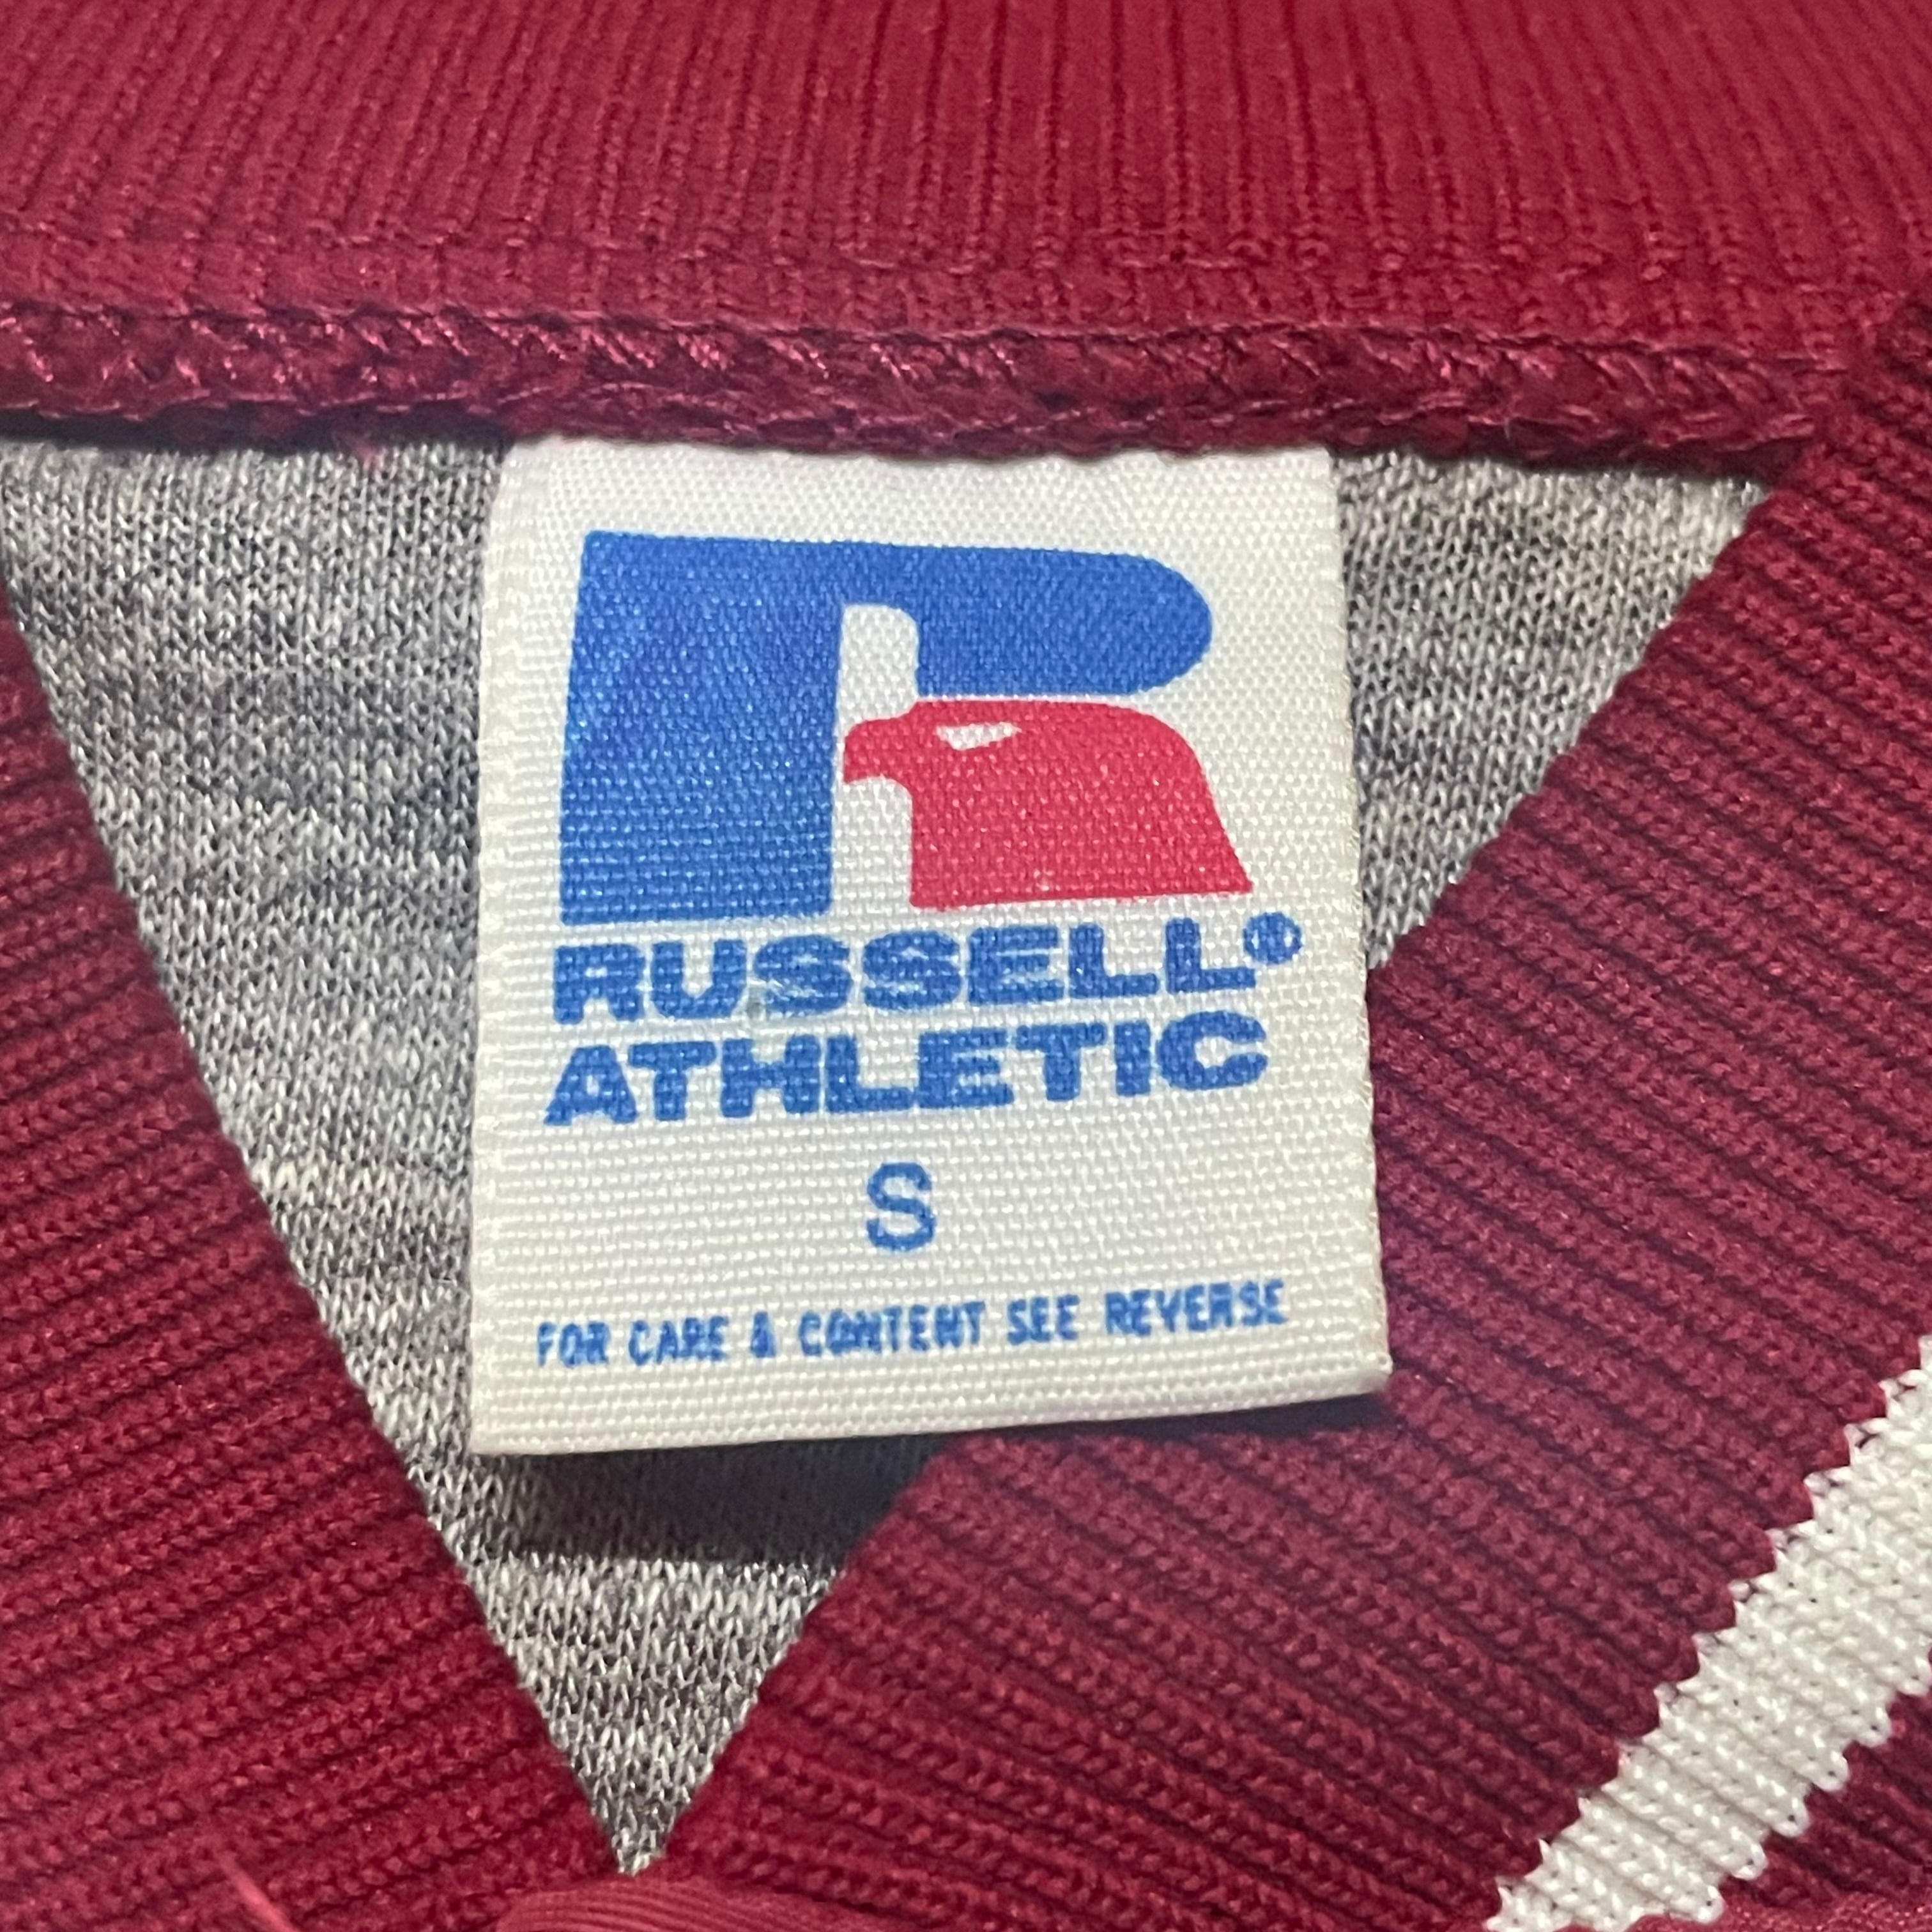 RUSSELL®
ATHLETIC
S
FOR CARE & CONTENT SEE REVERSE